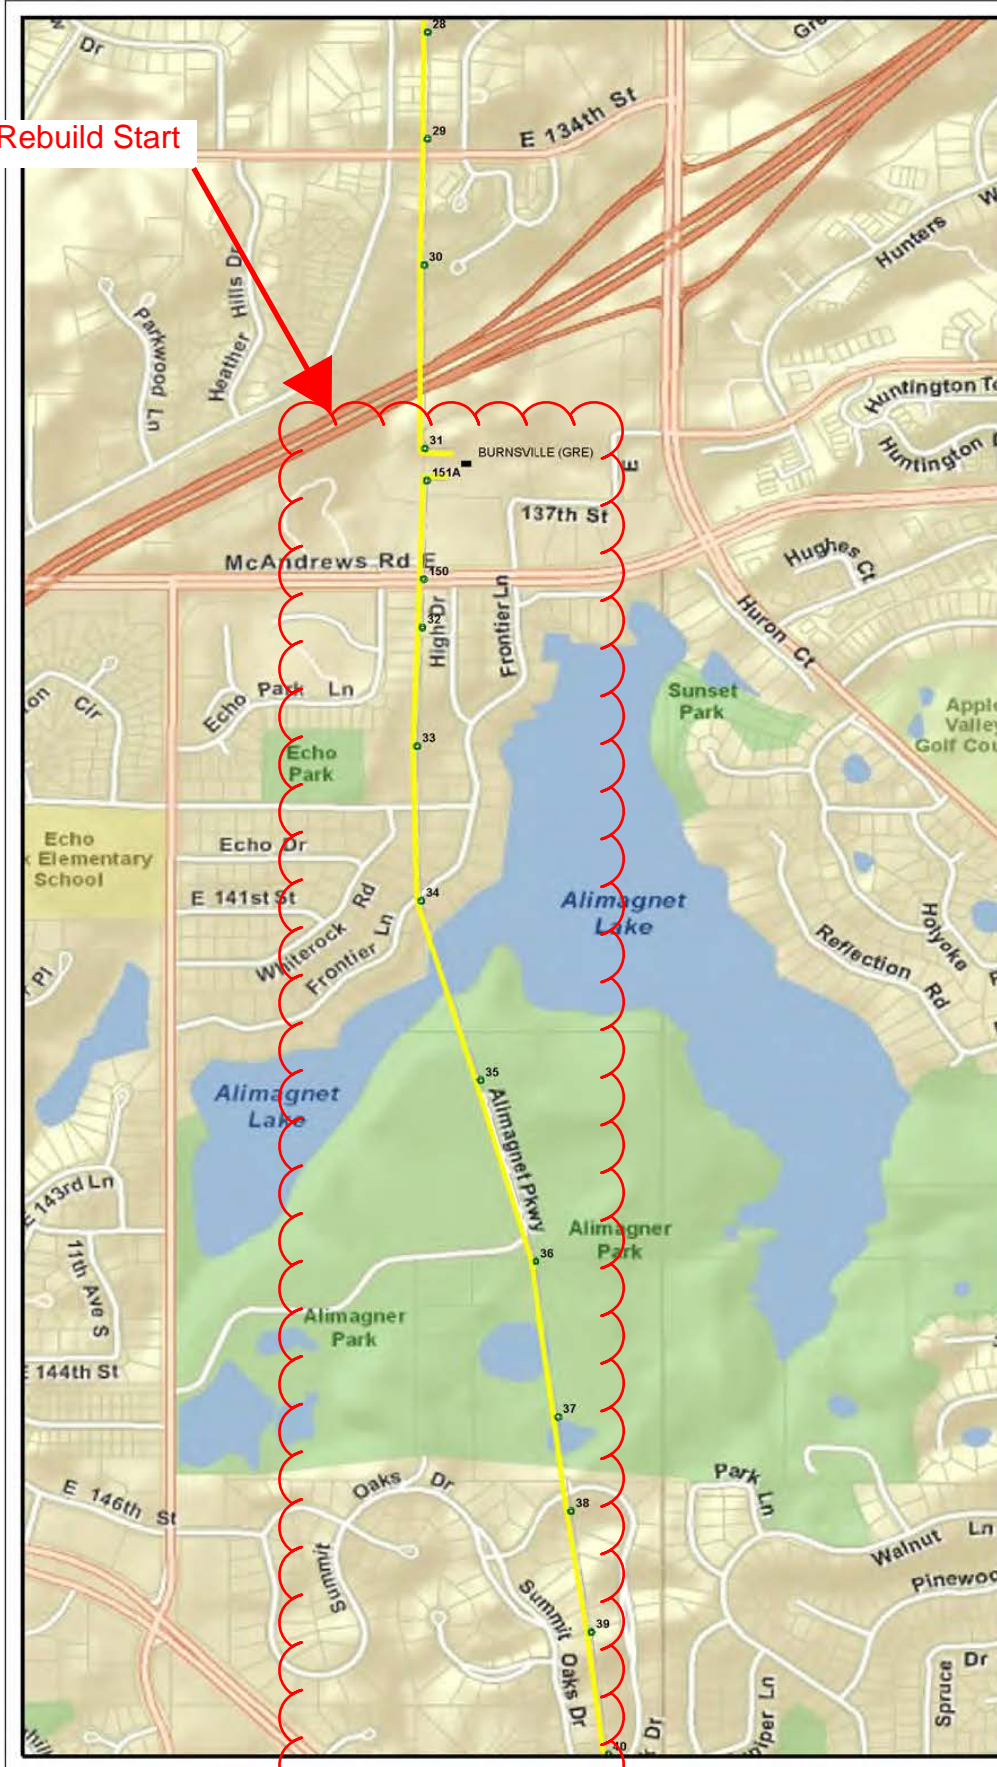 28
Dr
Rebuild Start
29
E 134th St
30
Hunters
Heather Hills Dr
Parkwood Ln
Huntington
Huntington
31
BURNSVILLE (GRE)
151A
E
137th St
McAndrews Rd E
150
Hughes Ct
32
High Dr
Frontier Ln
Huron Ct
Echo Park Ln
Cir
Sunset
Park
33
Echo
Park
Echo
Elementary
School
Echo Dr
E 141st St
34
Whiterock Rd
Frontier Ln
Alimagnet
Lake
Reflection Rd
Holyoke
Pl
35
Alimagnet
Lake
Alimagnet Pkwy
E 143rd Ln
11th Ave S
36
Alimagner
Park
Alimagner
Park
E 144th St
37
Oaks Dr
Park Ln
E 146th St
38
Summit
Walnut Ln
Summit Oaks Dr
39
Spruce Dr
Dr
40